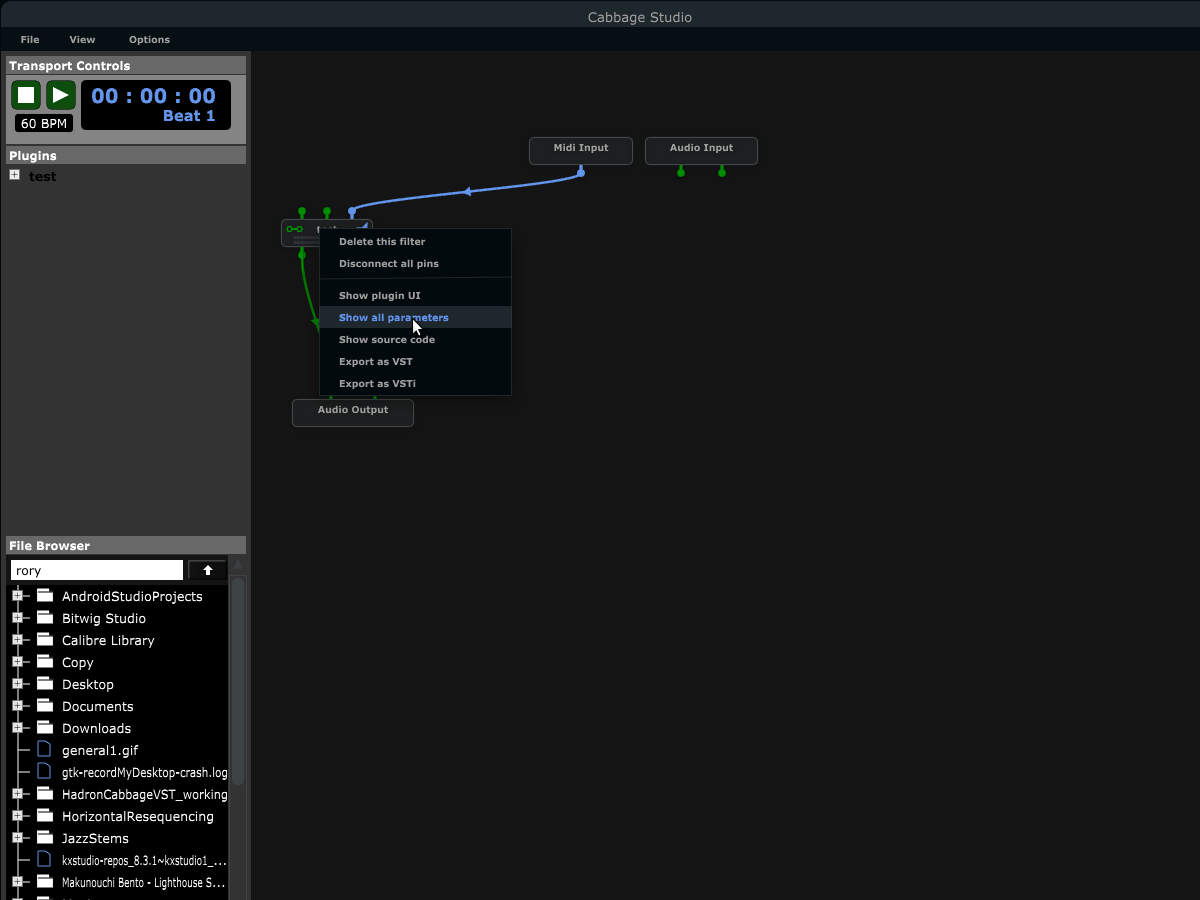 Cabbage Studio
File View Options
Transport Controls
00 : 00 : 00
Beat 1
60 BPM
Plugins
test
Midi Input
Audio Input
Delete this filter
Disconnect all pins
Show plugin UI
Show all parameters
Show source code
Export as VST
Export as VSTi
Audio Output
File Browser
rory
AndroidStudioProjects
Bitwig Studio
Calibre Library
Copy
Desktop
Documents
Downloads
general1.gif
gtk-recordMyDesktop-crash.log
HadronCabbageVST_working
HorizontalResequencing
JazzStems
kxstudio-repos_8.3.1~kxstudio1_...
Makunouchi Bento - Lighthouse S...